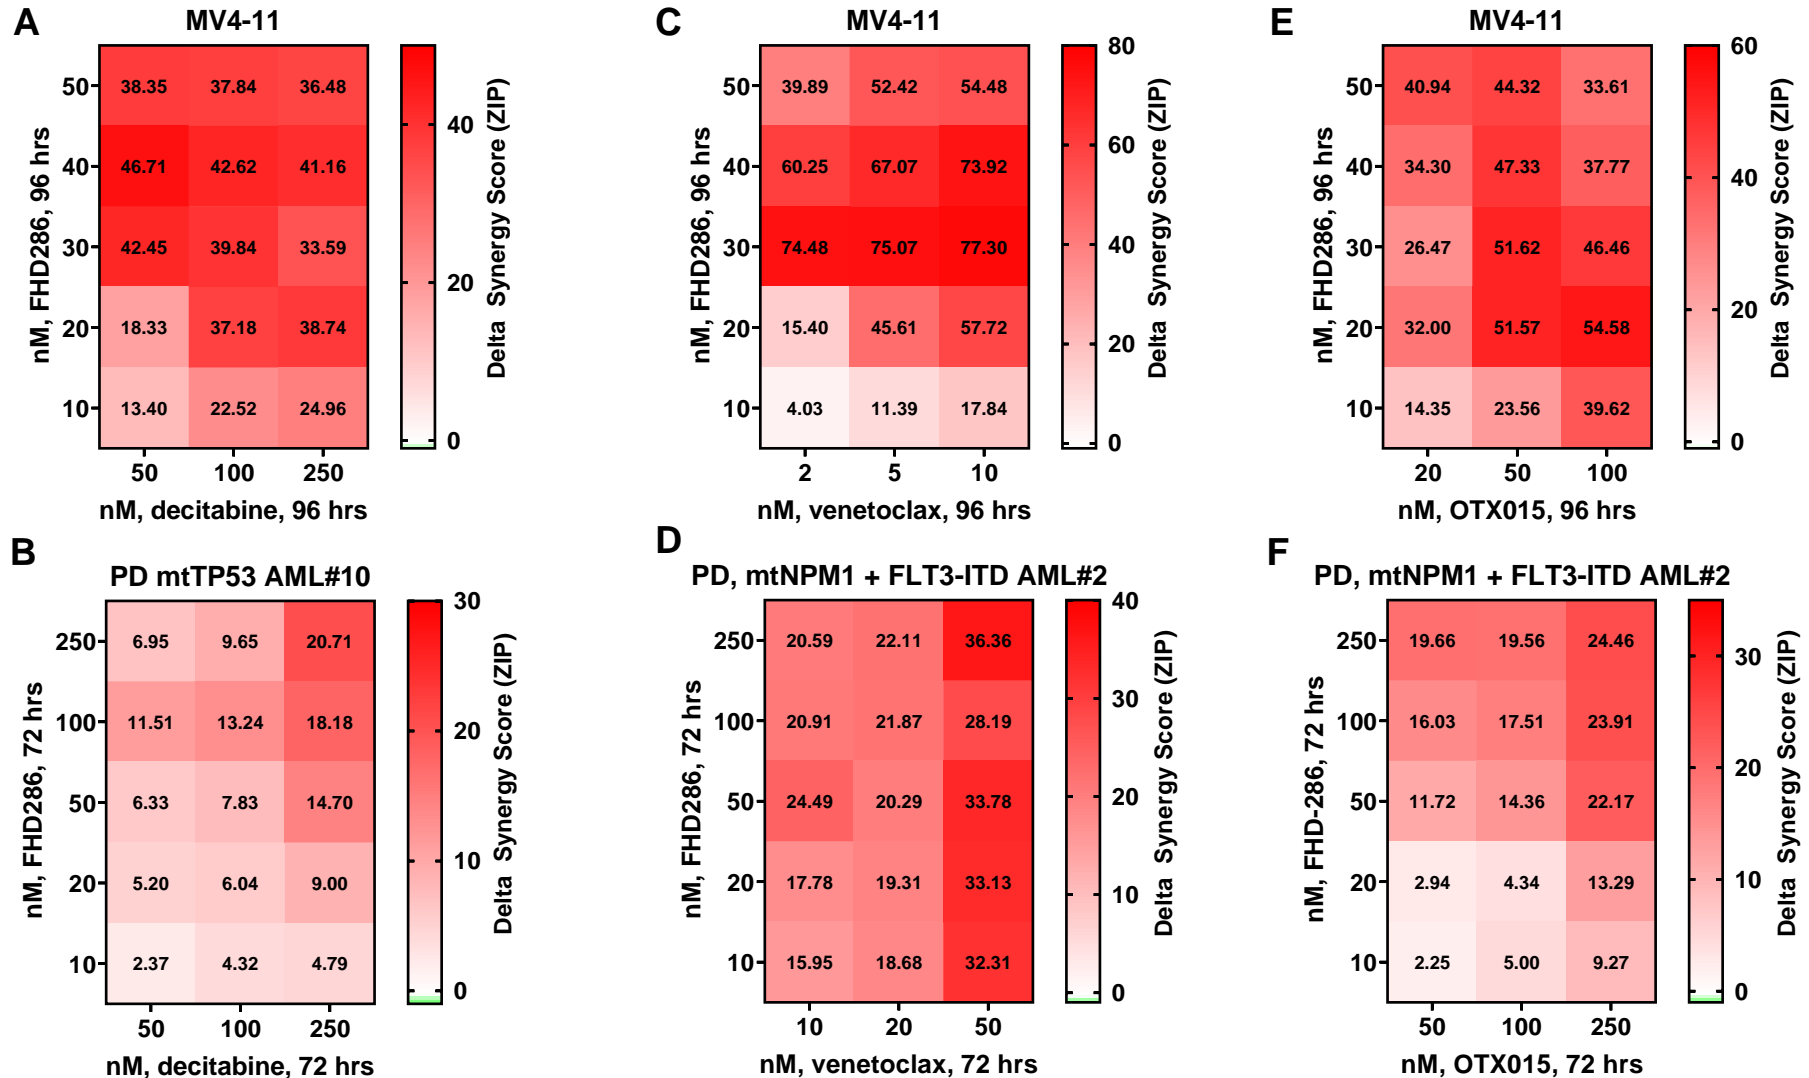 A
MV4-11
nM, FHD286, 96 hrs
50 38.35 37.84 36.48
40 46.71 42.62 41.16
30 42.45 39.84 33.59
20 18.33 37.18 38.74
10 13.40 22.52 24.96
50 100 250
nM, decitabine, 96 hrs
40
20
0
Delta Synergy Score (ZIP)
C
MV4-11
nM, FHD286, 96 hrs
50 39.89 52.42 54.48
40 60.25 67.07 73.92
30 74.48 75.07 77.30
20 15.40 45.61 57.72
10 4.03 11.39 17.84
2 5 10
nM, venetoclax, 96 hrs
80
60
40
20
0
Delta Synergy Score (ZIP)
E
MV4-11
nM, FHD286, 96 hrs
50 40.94 44.32 33.61
40 34.30 47.33 37.77
30 26.47 51.62 46.46
20 32.00 51.57 54.58
10 14.35 23.56 39.62
20 50 100
nM, OTX015, 96 hrs
60
40
20
0
Delta Synergy Score (ZIP)
B
PD mtTP53 AML#10
nM, FHD286, 72 hrs
250 6.95 9.65 20.71
100 11.51 13.24 18.18
50 6.33 7.83 14.70
20 5.20 6.04 9.00
10 2.37 4.32 4.79
50 100 250
nM, decitabine, 72 hrs
30
20
10
0
Delta Synergy Score (ZIP)
D
PD, mtNPM1 + FLT3-ITD AML#2
nM, FHD286, 72 hrs
250 20.59 22.11 36.36
100 20.91 21.87 28.19
50 24.49 20.29 33.78
20 17.78 19.31 33.13
10 15.95 18.68 32.31
10 20 50
nM, venetoclax, 72 hrs
40
30
20
10
0
Delta Synergy Score (ZIP)
F
PD, mtNPM1 + FLT3-ITD AML#2
nM, FHD-286, 72 hrs
250 19.66 19.56 24.46
100 16.03 17.51 23.91
50 11.72 14.36 22.17
20 2.94 4.34 13.29
10 2.25 5.00 9.27
50 100 250
nM, OTX015, 72 hrs
30
20
10
0
Delta Synergy Score (ZIP)